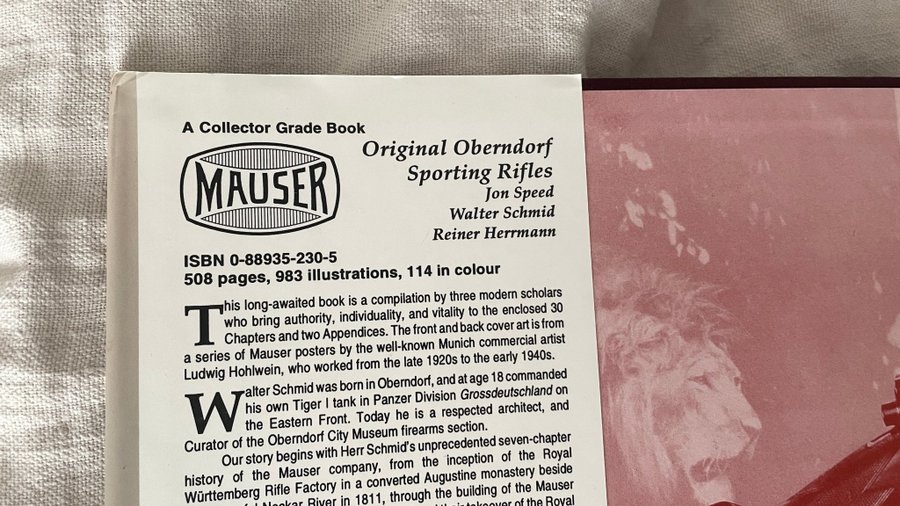 A Collector Grade Book
MAUSER
Original Oberndorf
Sporting Rifles
Jon Speed
Walter Schmid
Reiner Herrmann
ISBN 0-88935-230-5
508 pages, 983 illustrations, 114 in colour
This long-awaited book is a compilation by three modern scholars
who bring authority, individuality, and vitality to the enclosed 30
Chapters and two Appendices. The front and back cover art is from
a series of Mauser posters by the well-known Munich commercial artist
Ludwig Hohlwein, who worked from the late 1920s to the early 1940s.
Walter Schmid was born in Oberndorf, and at age 18 commanded
his own Tiger I tank in Panzer Division Grossdeutschland on
the Eastern Front. Today he is a respected architect, and
Curator of the Oberndorf City Museum firearms section.
Our story begins with Herr Schmid's unprecedented seven-chapter
history of the Mauser company, from the inception of the Royal
Württemberg Rifle Factory in a converted Augustine monastery beside
Neckar River in 1811, through the building of the Mauser
takeover of the Royal